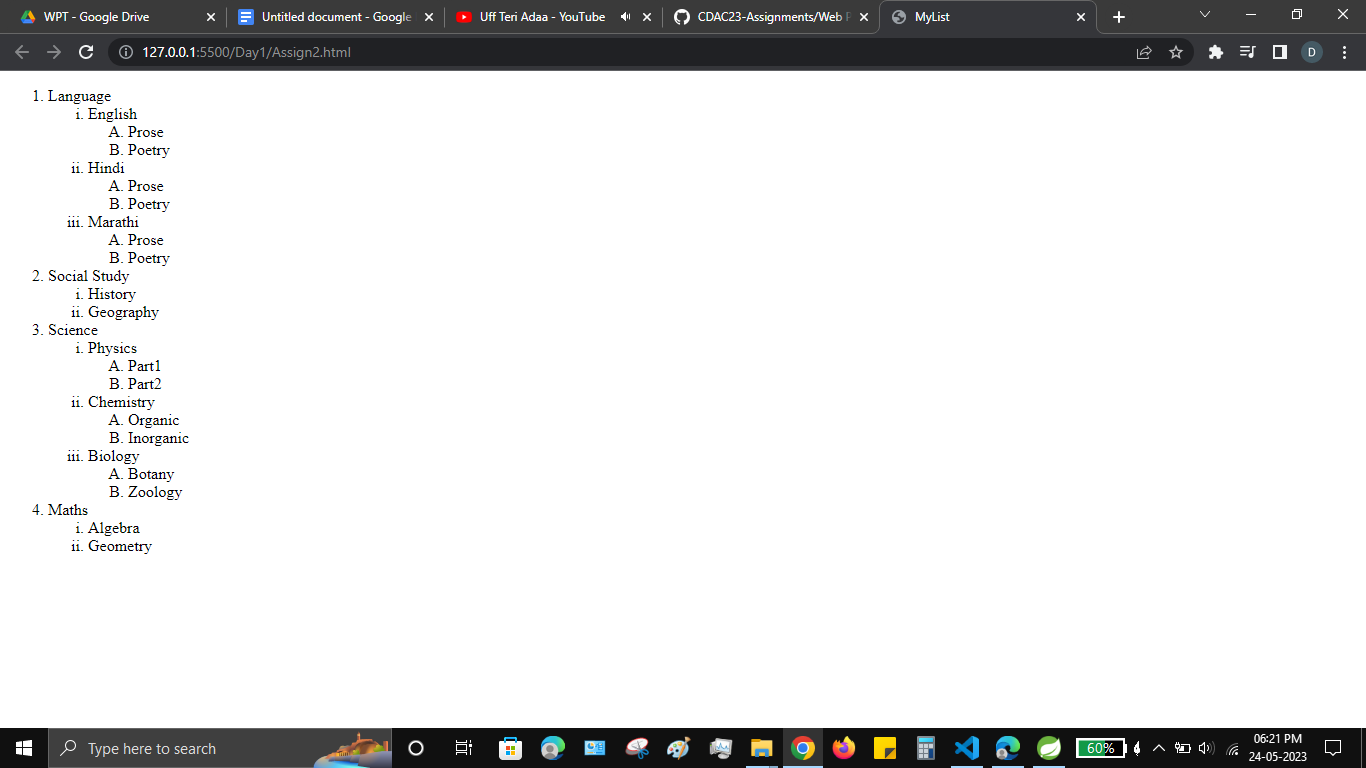 WPT - Google Drive
Untitled document - Google
Uff Teri Adaa - YouTube
CDAC23-Assignments/Web P
MyList
127.0.0.1:5500/Day1/Assign2.html
D
1. Language
i. English
A. Prose
B. Poetry
ii. Hindi
A. Prose
B. Poetry
iii. Marathi
A. Prose
B. Poetry
2. Social Study
i. History
ii. Geography
3. Science
i. Physics
A. Part1
B. Part2
ii. Chemistry
A. Organic
B. Inorganic
iii. Biology
A. Botany
B. Zoology
4. Maths
i. Algebra
ii. Geometry
Type here to search
60%
06:21 PM
24-05-2023